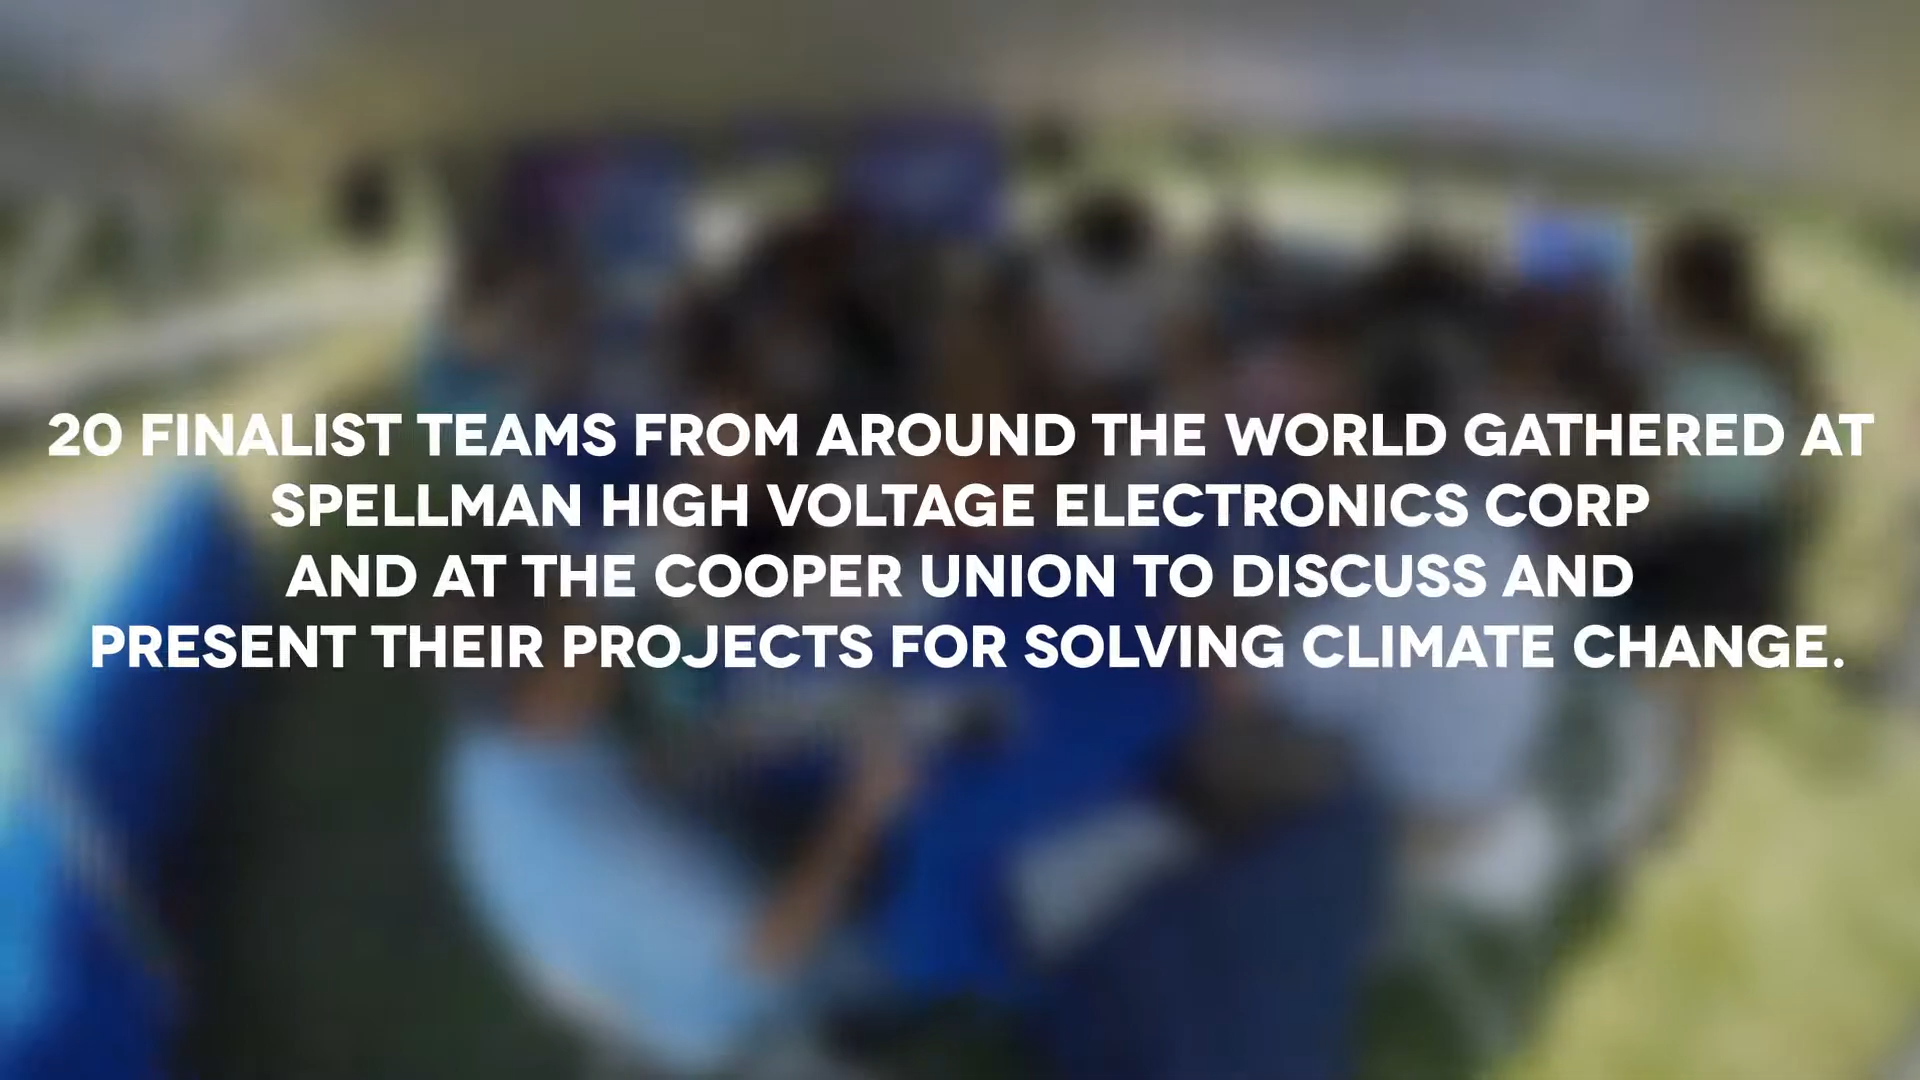 20 FINALIST TEAMS FROM AROUND THE WORLD GATHERED AT
SPELLMAN HIGH VOLTAGE ELECTRONICS CORP
AND AT THE COOPER UNION TO DISCUSS AND
PRESENT THEIR PROJECTS FOR SOLVING CLIMATE CHANGE.